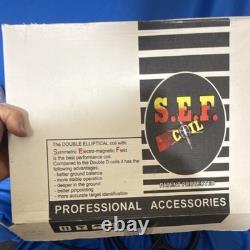 S.E.F.
COIL
The DOUBLE ELLIPTICAL coil with
Symmetric Electro-magnetic Field
is the best performance coil.
Compared to the Double D coils it has the
following advantages:
- better ground balance
- more stable operation
- deeper in the ground
- better pinpointing
- more accurate target identification
PROFESSIONAL ACCESSORIES